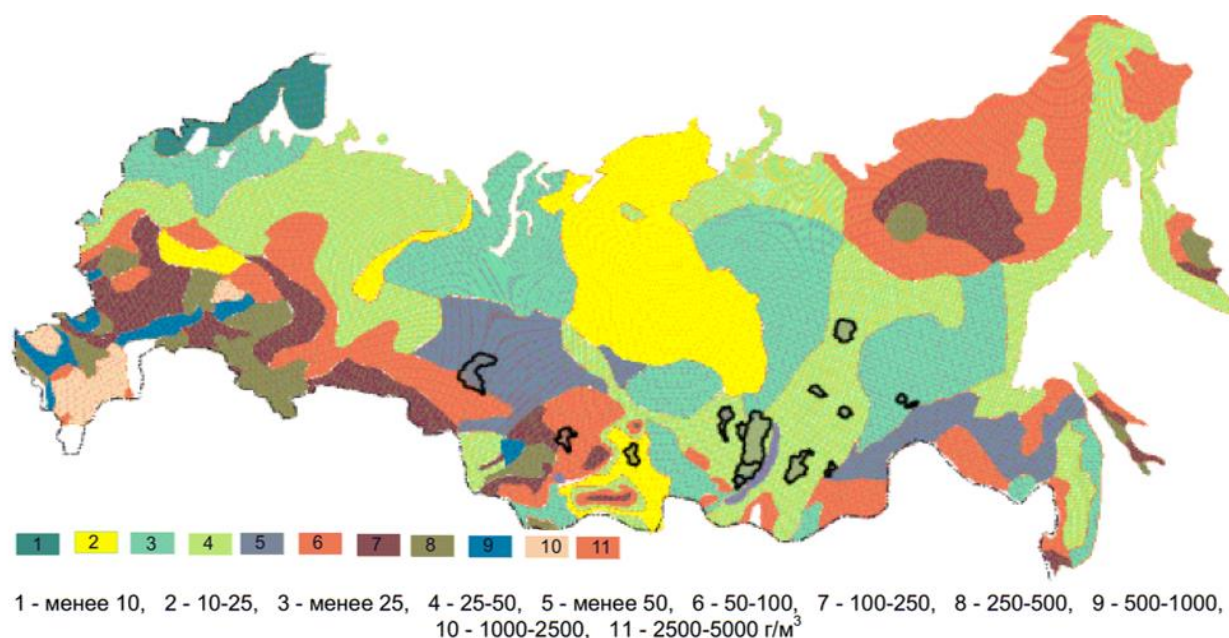 1 2 3 4 5 6 7 8 9 10 11
1 - менее 10, 2 - 10-25, 3 - менее 25, 4 - 25-50, 5 - менее 50, 6 - 50-100, 7 - 100-250, 8 - 250-500, 9 - 500-1000,
10 - 1000-2500, 11 - 2500-5000 г/м³